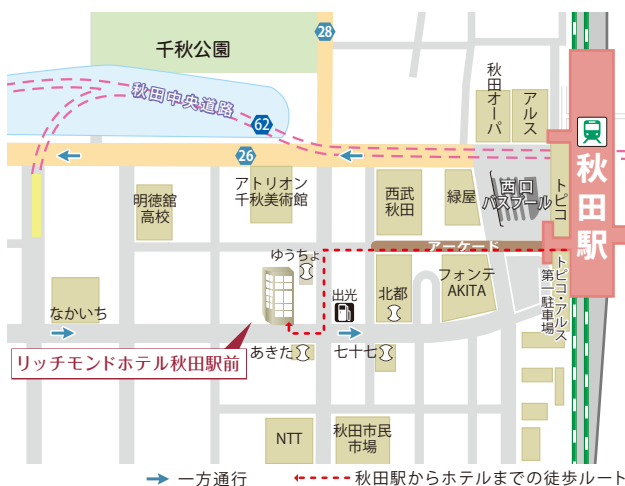 千秋公園
28
秋田中央道路
62
26
秋田オーパ
アルス
秋田駅
トピコ
西口
バスプール
明徳館
高校
アトリオン
千秋美術館
西武
秋田
緑屋
アーケード
ゆうちょ
なかいち
出光
北都
フォンテ
AKITA
トピコ・アルス
第一駐車場
リッチモンドホテル秋田駅前
あきた
七十七
NTT
秋田市民
市場
一方通行
秋田駅からホテルまでの徒歩ルート